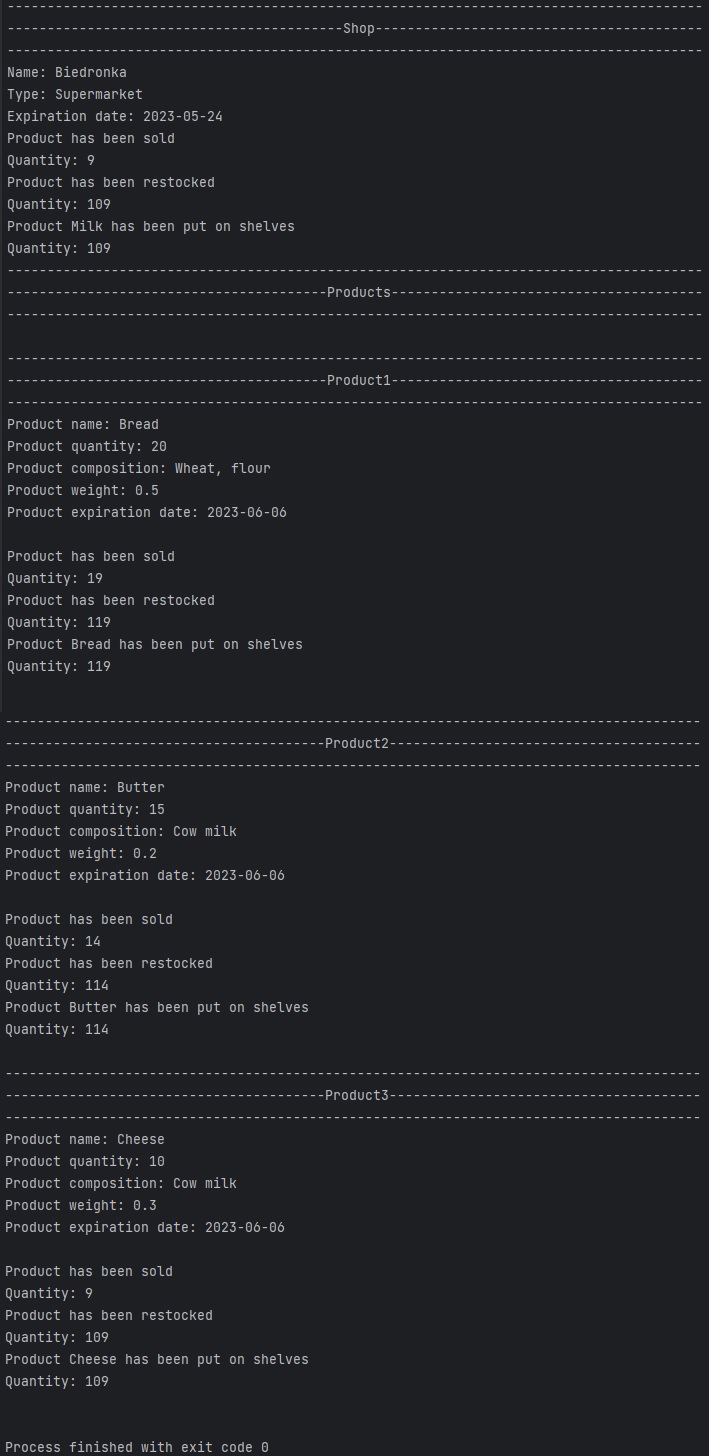 ---------------------------------------------------------------------------------------
------------------------------------------Shop-----------------------------------------
---------------------------------------------------------------------------------------
Name: Biedronka
Type: Supermarket
Expiration date: 2023-05-24
Product has been sold
Quantity: 9
Product has been restocked
Quantity: 109
Product Milk has been put on shelves
Quantity: 109
---------------------------------------------------------------------------------------
----------------------------------------Products---------------------------------------
---------------------------------------------------------------------------------------

---------------------------------------------------------------------------------------
----------------------------------------Product1---------------------------------------
---------------------------------------------------------------------------------------
Product name: Bread
Product quantity: 20
Product composition: Wheat, flour
Product weight: 0.5
Product expiration date: 2023-06-06

Product has been sold
Quantity: 19
Product has been restocked
Quantity: 119
Product Bread has been put on shelves
Quantity: 119

---------------------------------------------------------------------------------------
----------------------------------------Product2---------------------------------------
---------------------------------------------------------------------------------------
Product name: Butter
Product quantity: 15
Product composition: Cow milk
Product weight: 0.2
Product expiration date: 2023-06-06

Product has been sold
Quantity: 14
Product has been restocked
Quantity: 114
Product Butter has been put on shelves
Quantity: 114

---------------------------------------------------------------------------------------
----------------------------------------Product3---------------------------------------
---------------------------------------------------------------------------------------
Product name: Cheese
Product quantity: 10
Product composition: Cow milk
Product weight: 0.3
Product expiration date: 2023-06-06

Product has been sold
Quantity: 9
Product has been restocked
Quantity: 109
Product Cheese has been put on shelves
Quantity: 109

Process finished with exit code 0